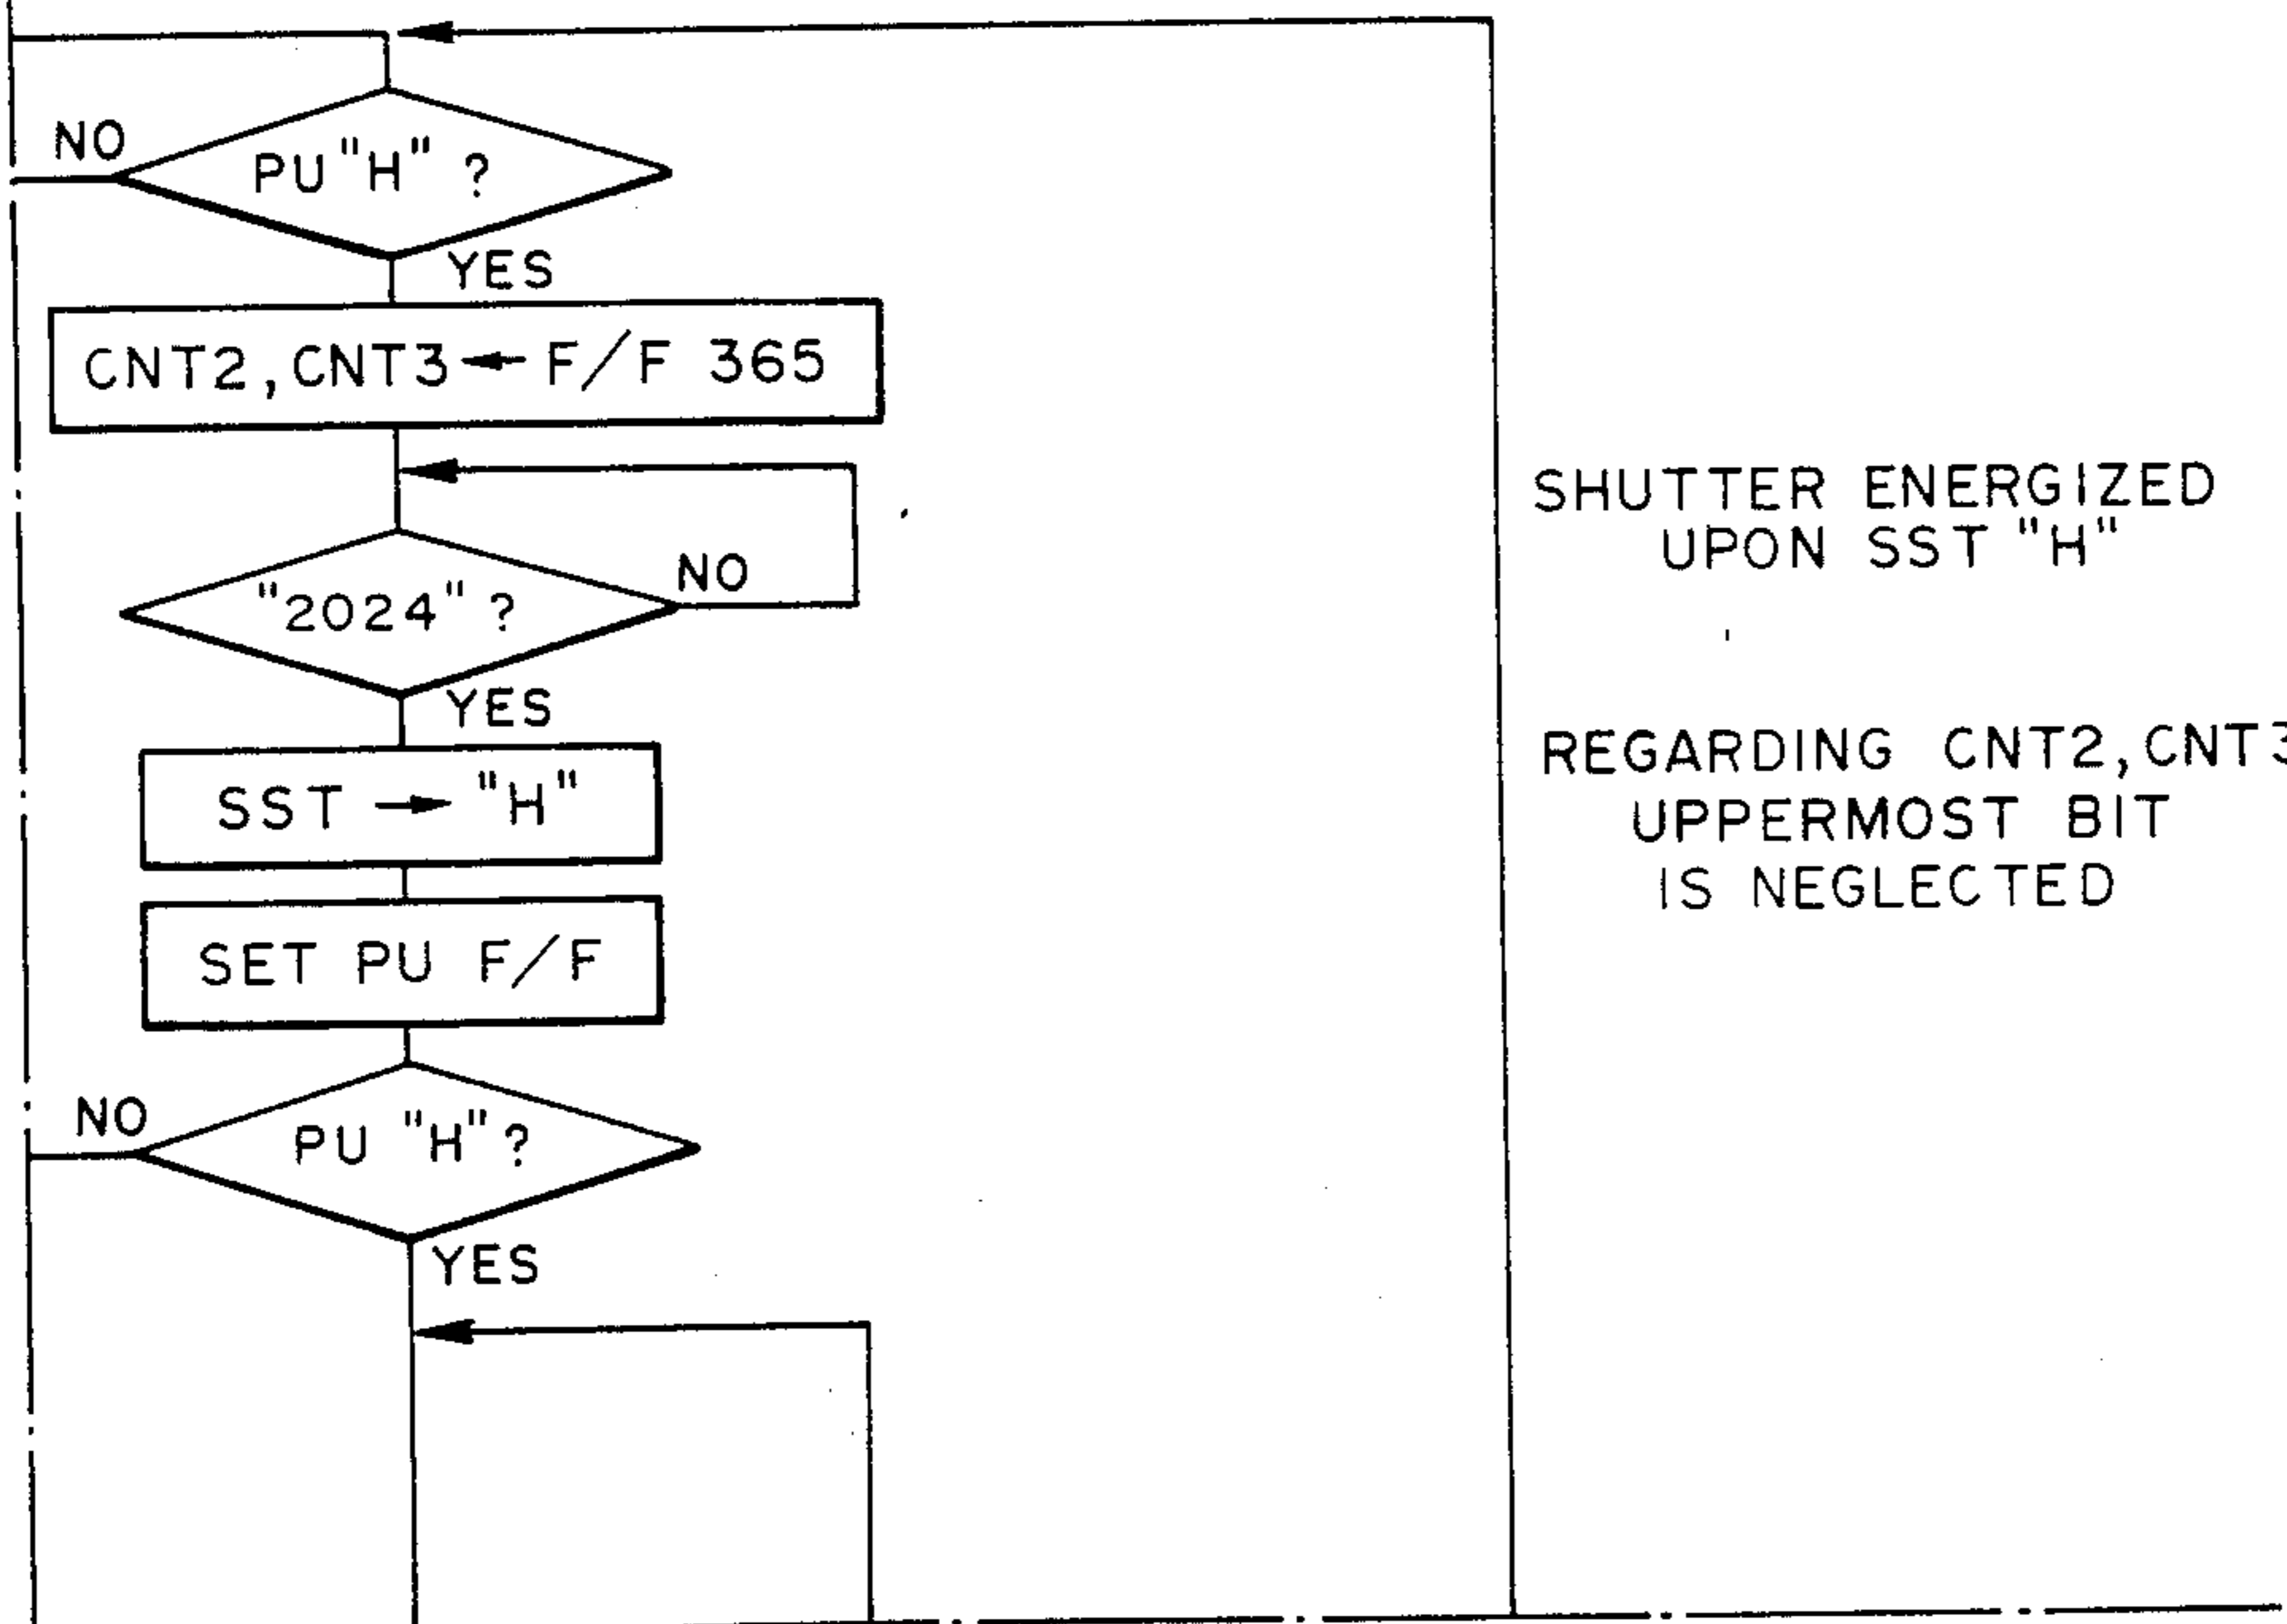 NO
PU "H" ?
YES
CNT2, CNT3 ← F/F 365
"2024" ?
NO
YES
SST → "H"
SET PU F/F
NO
PU "H" ?
YES
SHUTTER ENERGIZED
UPON SST "H"
REGARDING CNT2, CNT3
UPPERMOST BIT
IS NEGLECTED